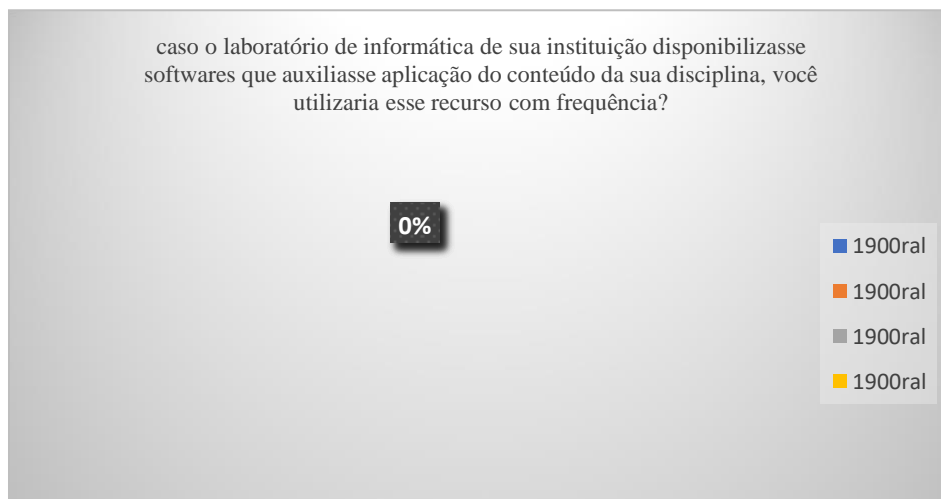 caso o laboratório de informática de sua instituição disponibilizasse
softwares que auxiliasse aplicação do conteúdo da sua disciplina, você
utilizaria esse recurso com frequência?
0%
1900ral
1900ral
1900ral
1900ral